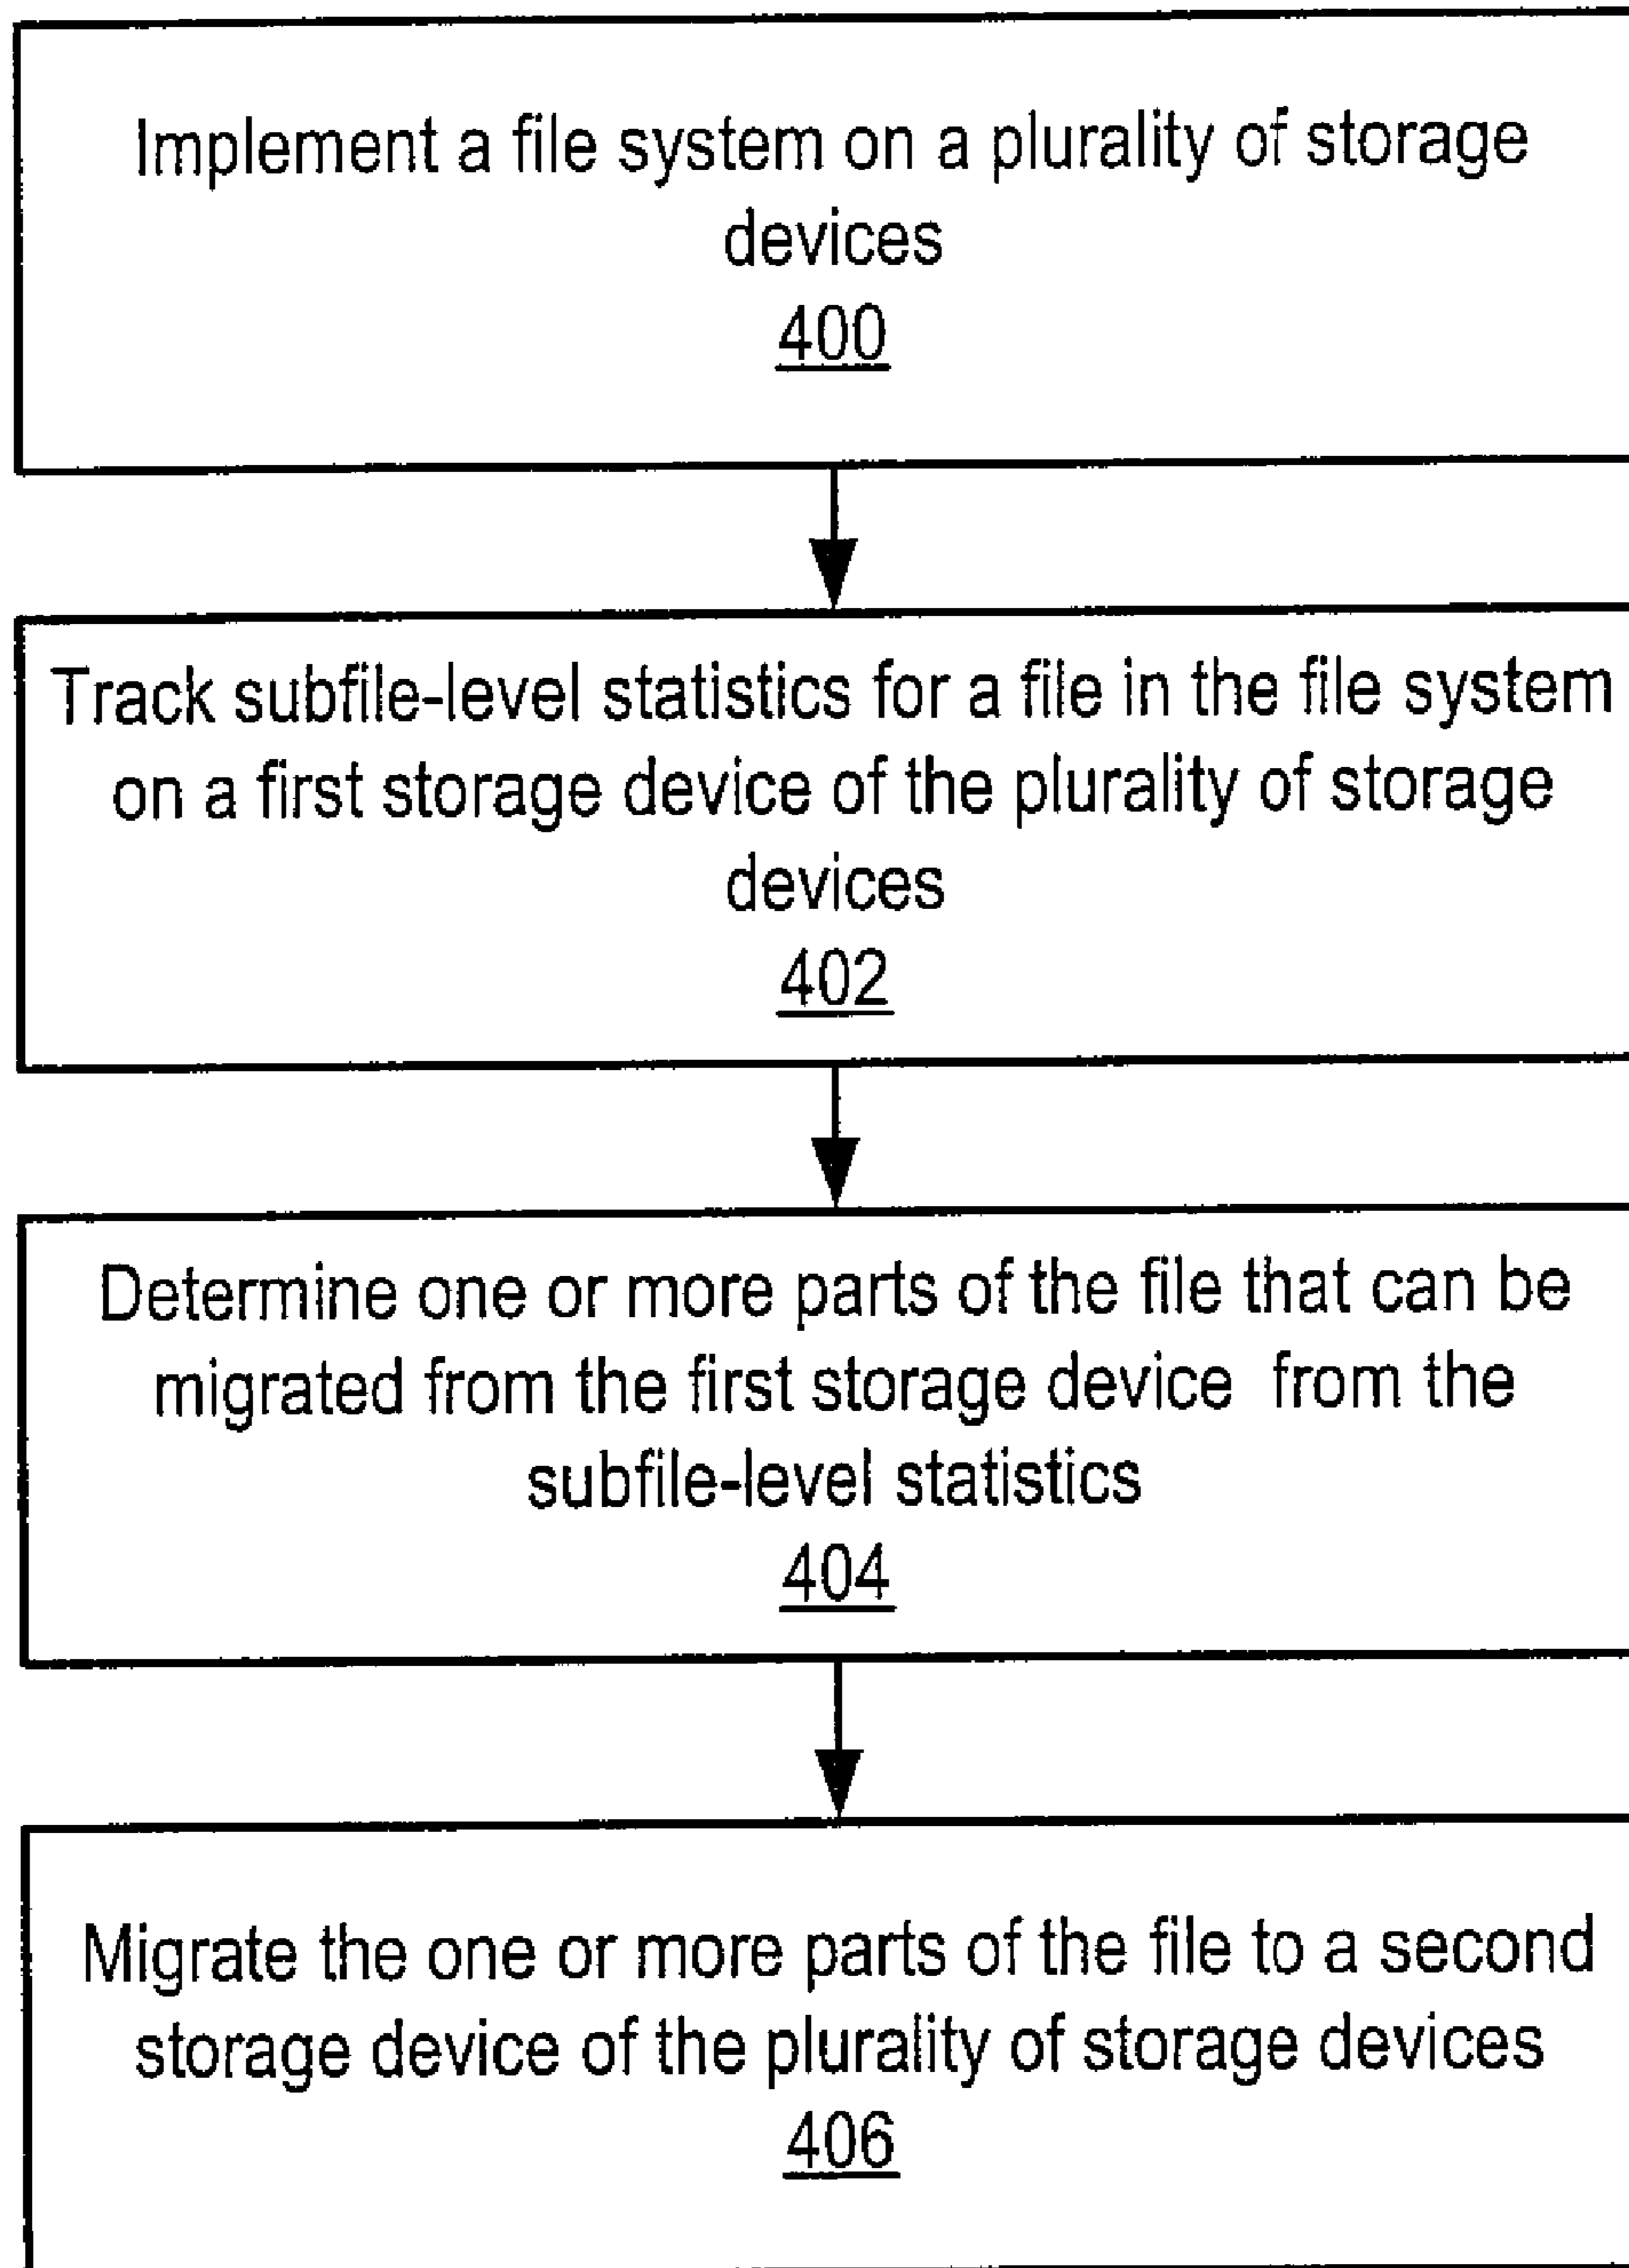 Implement a file system on a plurality of storage
devices
400
Track subfile-level statistics for a file in the file system
on a first storage device of the plurality of storage
devices
402
Determine one or more parts of the file that can be
migrated from the first storage device from the
subfile-level statistics
404
Migrate the one or more parts of the file to a second
storage device of the plurality of storage devices
406